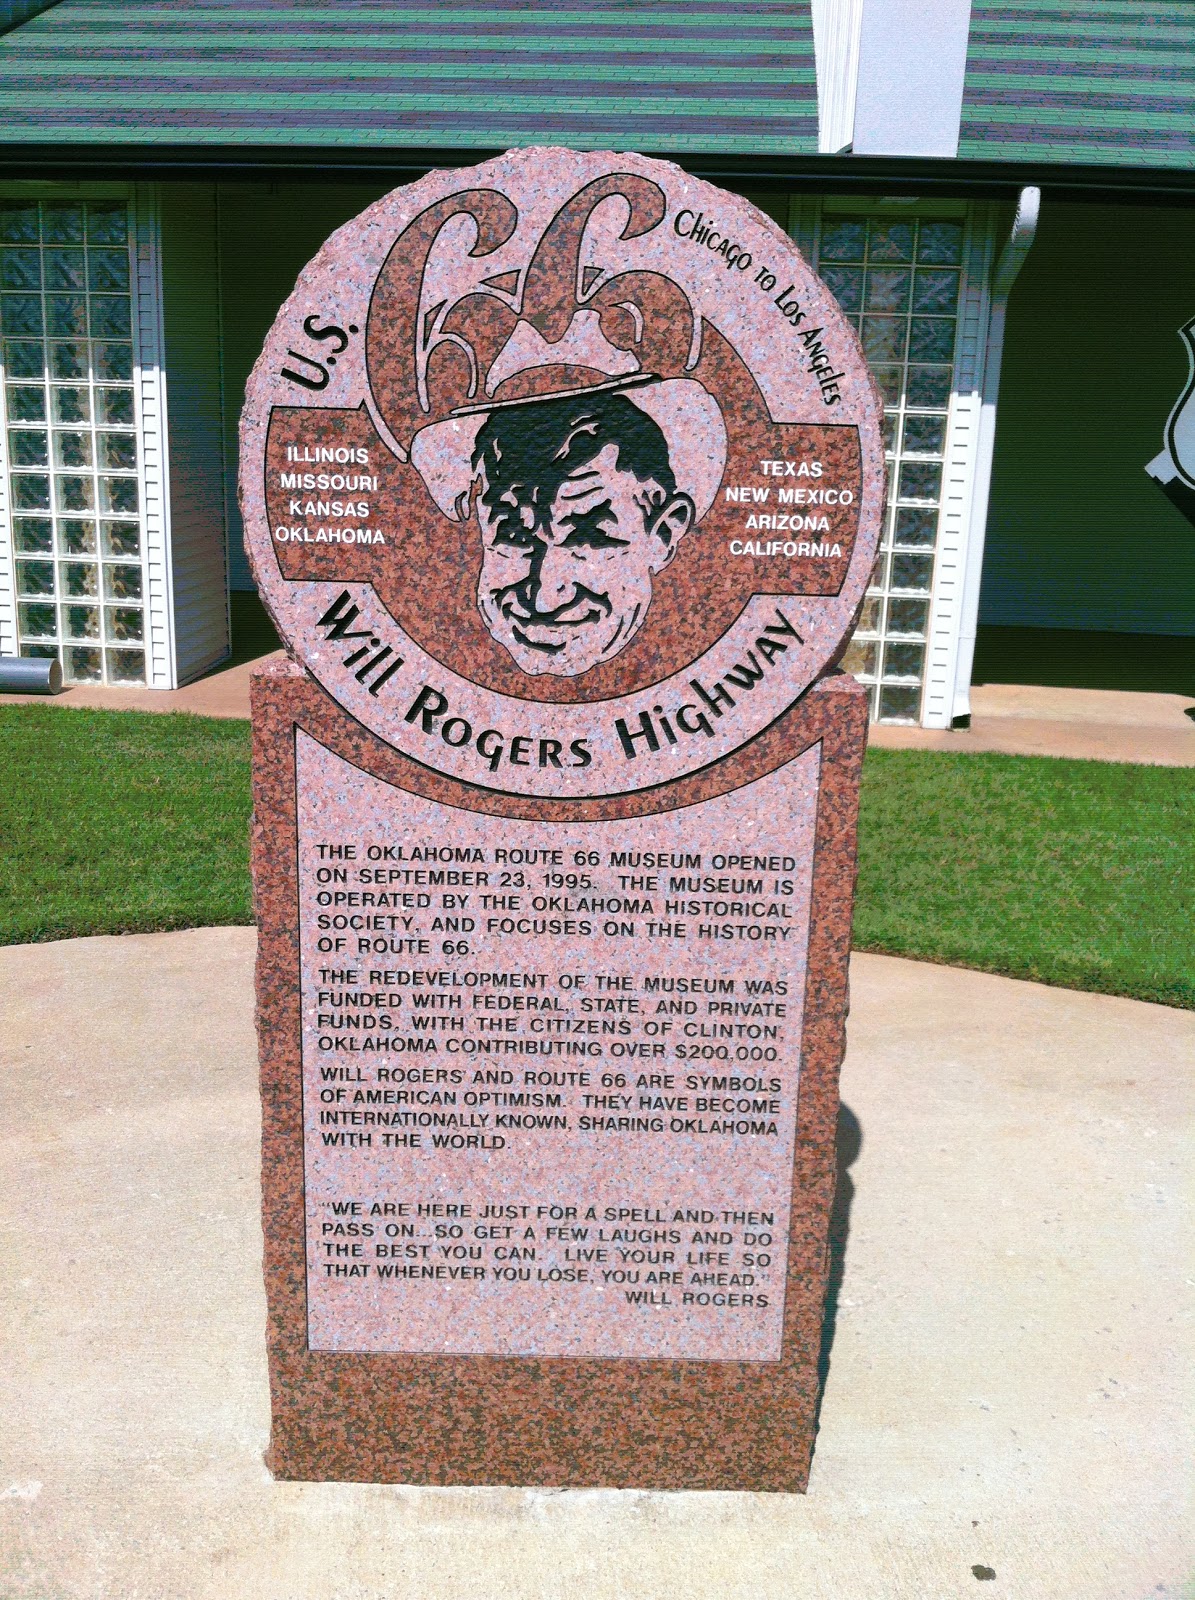 U.S.
66
Chicago to Los Angeles
ILLINOIS
MISSOURI
KANSAS
OKLAHOMA
TEXAS
NEW MEXICO
ARIZONA
CALIFORNIA
Will Rogers Highway
THE OKLAHOMA ROUTE 66 MUSEUM OPENED
ON SEPTEMBER 23, 1995. THE MUSEUM IS
OPERATED BY THE OKLAHOMA HISTORICAL
SOCIETY, AND FOCUSES ON THE HISTORY
OF ROUTE 66.
THE REDEVELOPMENT OF THE MUSEUM WAS
FUNDED WITH FEDERAL, STATE, AND PRIVATE
FUNDS, WITH THE CITIZENS OF CLINTON,
OKLAHOMA CONTRIBUTING OVER $200,000.
WILL ROGERS AND ROUTE 66 ARE SYMBOLS
OF AMERICAN OPTIMISM. THEY HAVE BECOME
INTERNATIONALLY KNOWN, SHARING OKLAHOMA
WITH THE WORLD.
"WE ARE HERE JUST FOR A SPELL AND THEN
PASS ON...SO GET A FEW LAUGHS AND DO
THE BEST YOU CAN. LIVE YOUR LIFE SO
THAT WHENEVER YOU LOSE, YOU ARE AHEAD."
WILL ROGERS